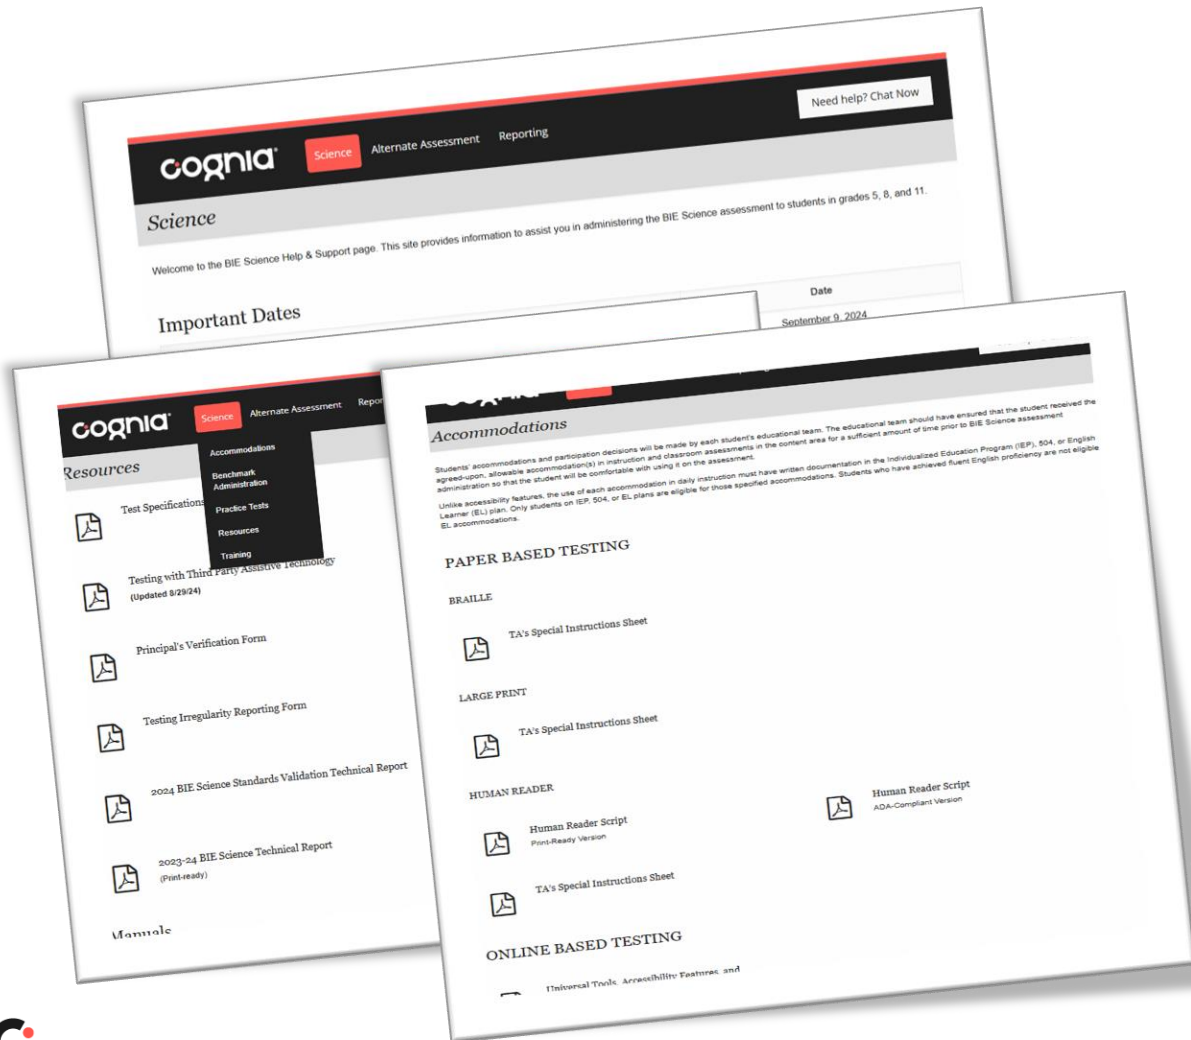 cognia
Science
Alternate Assessment
Reporting
Need help? Chat Now
Science
Welcome to the BIE Science Help & Support page. This site provides information to assist you in administering the BIE Science assessment to students in grades 5, 8, and 11.
Important Dates
Date
September 9, 2024
cognia
Science
Alternate Assessment
Repor
Accommodations
Benchmark
Administration
Practice Tests
Resources
Training
Resources
Test Specifications
Testing with Third Party Assistive Technology
(Updated 8/29/24)
Principal's Verification Form
Testing Irregularity Reporting Form
2024 BIE Science Standards Validation Technical Report
2023-24 BIE Science Technical Report
(Print-ready)
Manuals
Accommodations
Students' accommodations and participation decisions will be made by each student's educational team. The educational team should have ensured that the student received the
agreed-upon, allowable accommodation(s) in instruction and classroom assessments in the content area for a sufficient amount of time prior to BIE Science assessment
administration so that the student will be comfortable with using it on the assessment.
Unlike accessibility features, the use of each accommodation in daily instruction must have written documentation in the Individualized Education Program (IEP), 504, or English
Learner (EL) plan. Only students on IEP, 504, or EL plans are eligible for those specified accommodations. Students who have achieved fluent English proficiency are not eligible
EL accommodations.
PAPER BASED TESTING
BRAILLE
TA's Special Instructions Sheet
LARGE PRINT
TA's Special Instructions Sheet
HUMAN READER
Human Reader Script
Print-Ready Version
Human Reader Script
ADA-Compliant Version
TA's Special Instructions Sheet
ONLINE BASED TESTING
Universal Tools, Accessibility Features, and